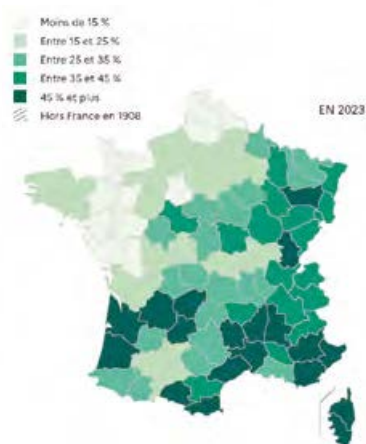 Moins de 15 %
Entre 15 et 25 %
Entre 25 et 35 %
Entre 35 et 45 %
45 % et plus
Hors France en 1908
EN 2023